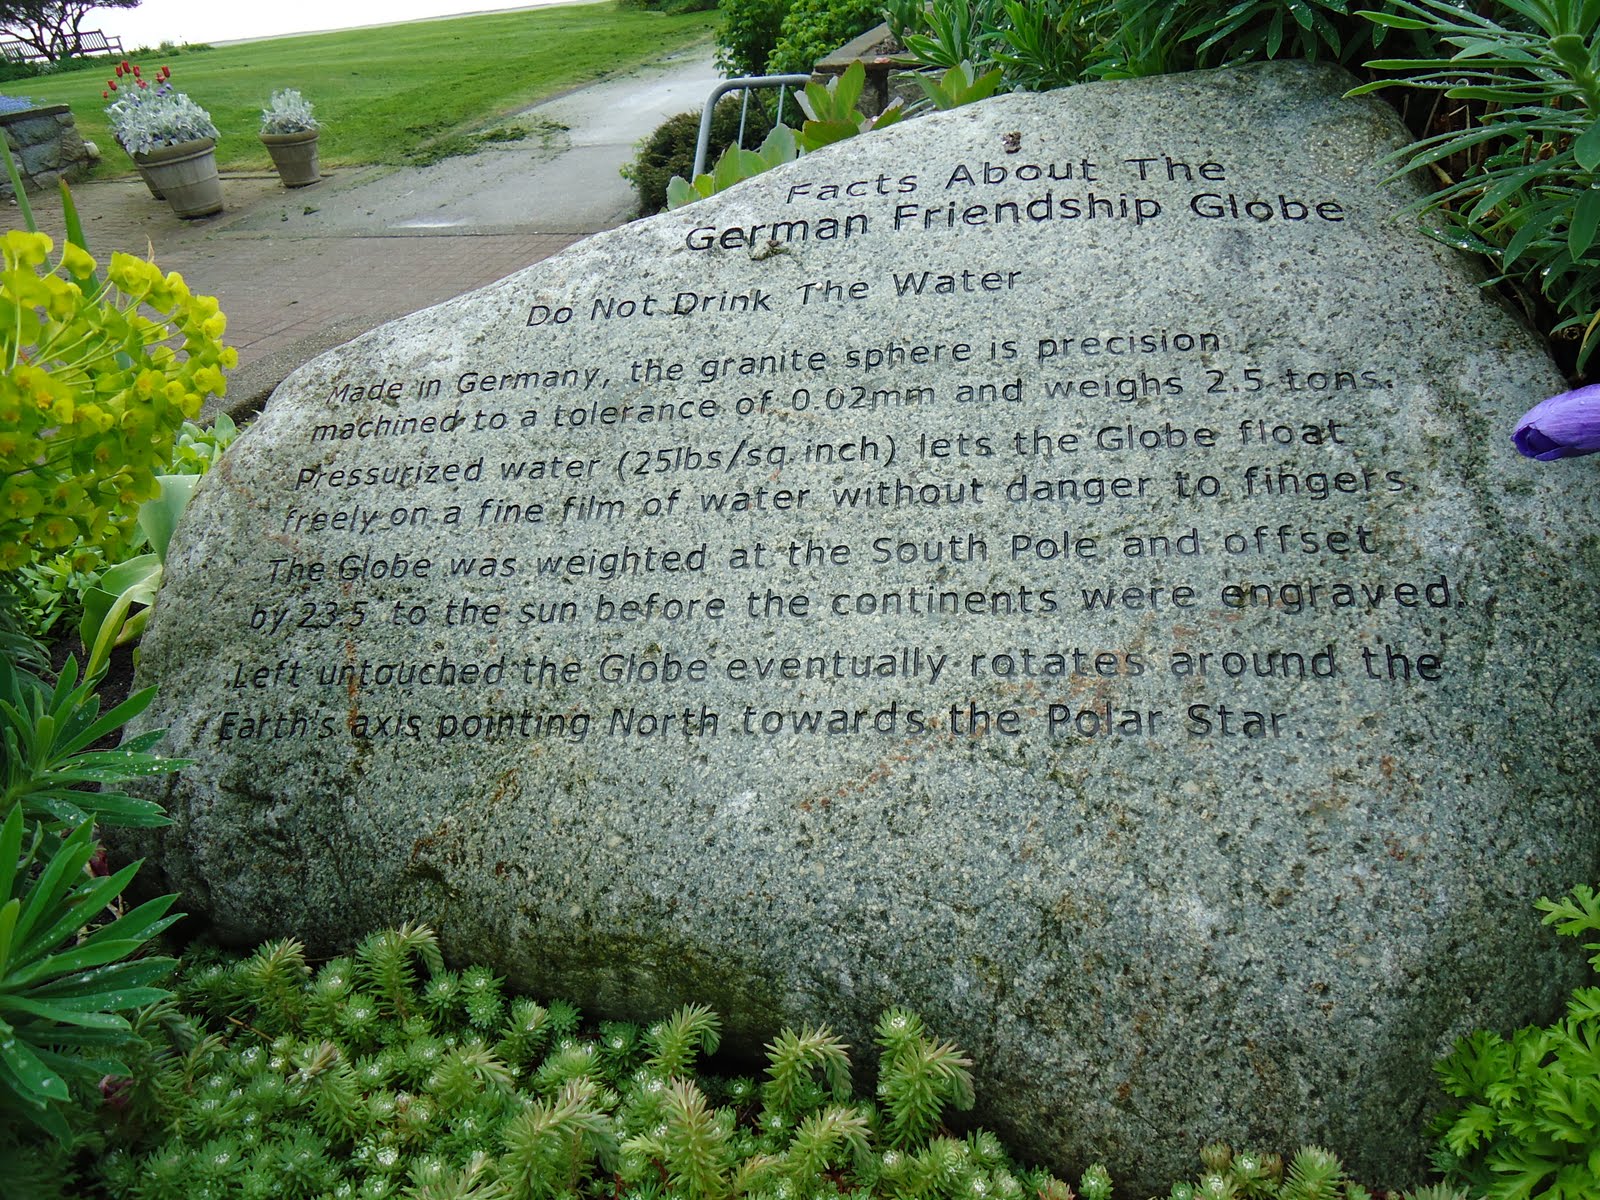 Facts About The
German Friendship Globe
Do Not Drink The Water
Made in Germany, the granite sphere is precision
machined to a tolerance of 0.02mm and weighs 2.5 tons.
Pressurized water (25lbs/sq.inch) lets the Globe float
freely on a fine film of water without danger to fingers.
The Globe was weighted at the South Pole and offset
by 23.5 to the sun before the continents were engraved.
Left untouched the Globe eventually rotates around the
Earth's axis pointing North towards the Polar Star.